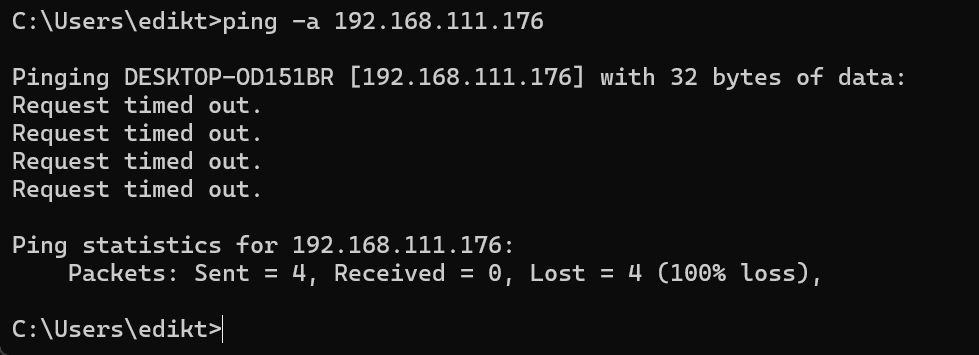 C:\Users\edikt>ping -a 192.168.111.176
Pinging DESKTOP-OD151BR [192.168.111.176] with 32 bytes of data:
Request timed out.
Request timed out.
Request timed out.
Request timed out.
Ping statistics for 192.168.111.176:
    Packets: Sent = 4, Received = 0, Lost = 4 (100% loss),
C:\Users\edikt>